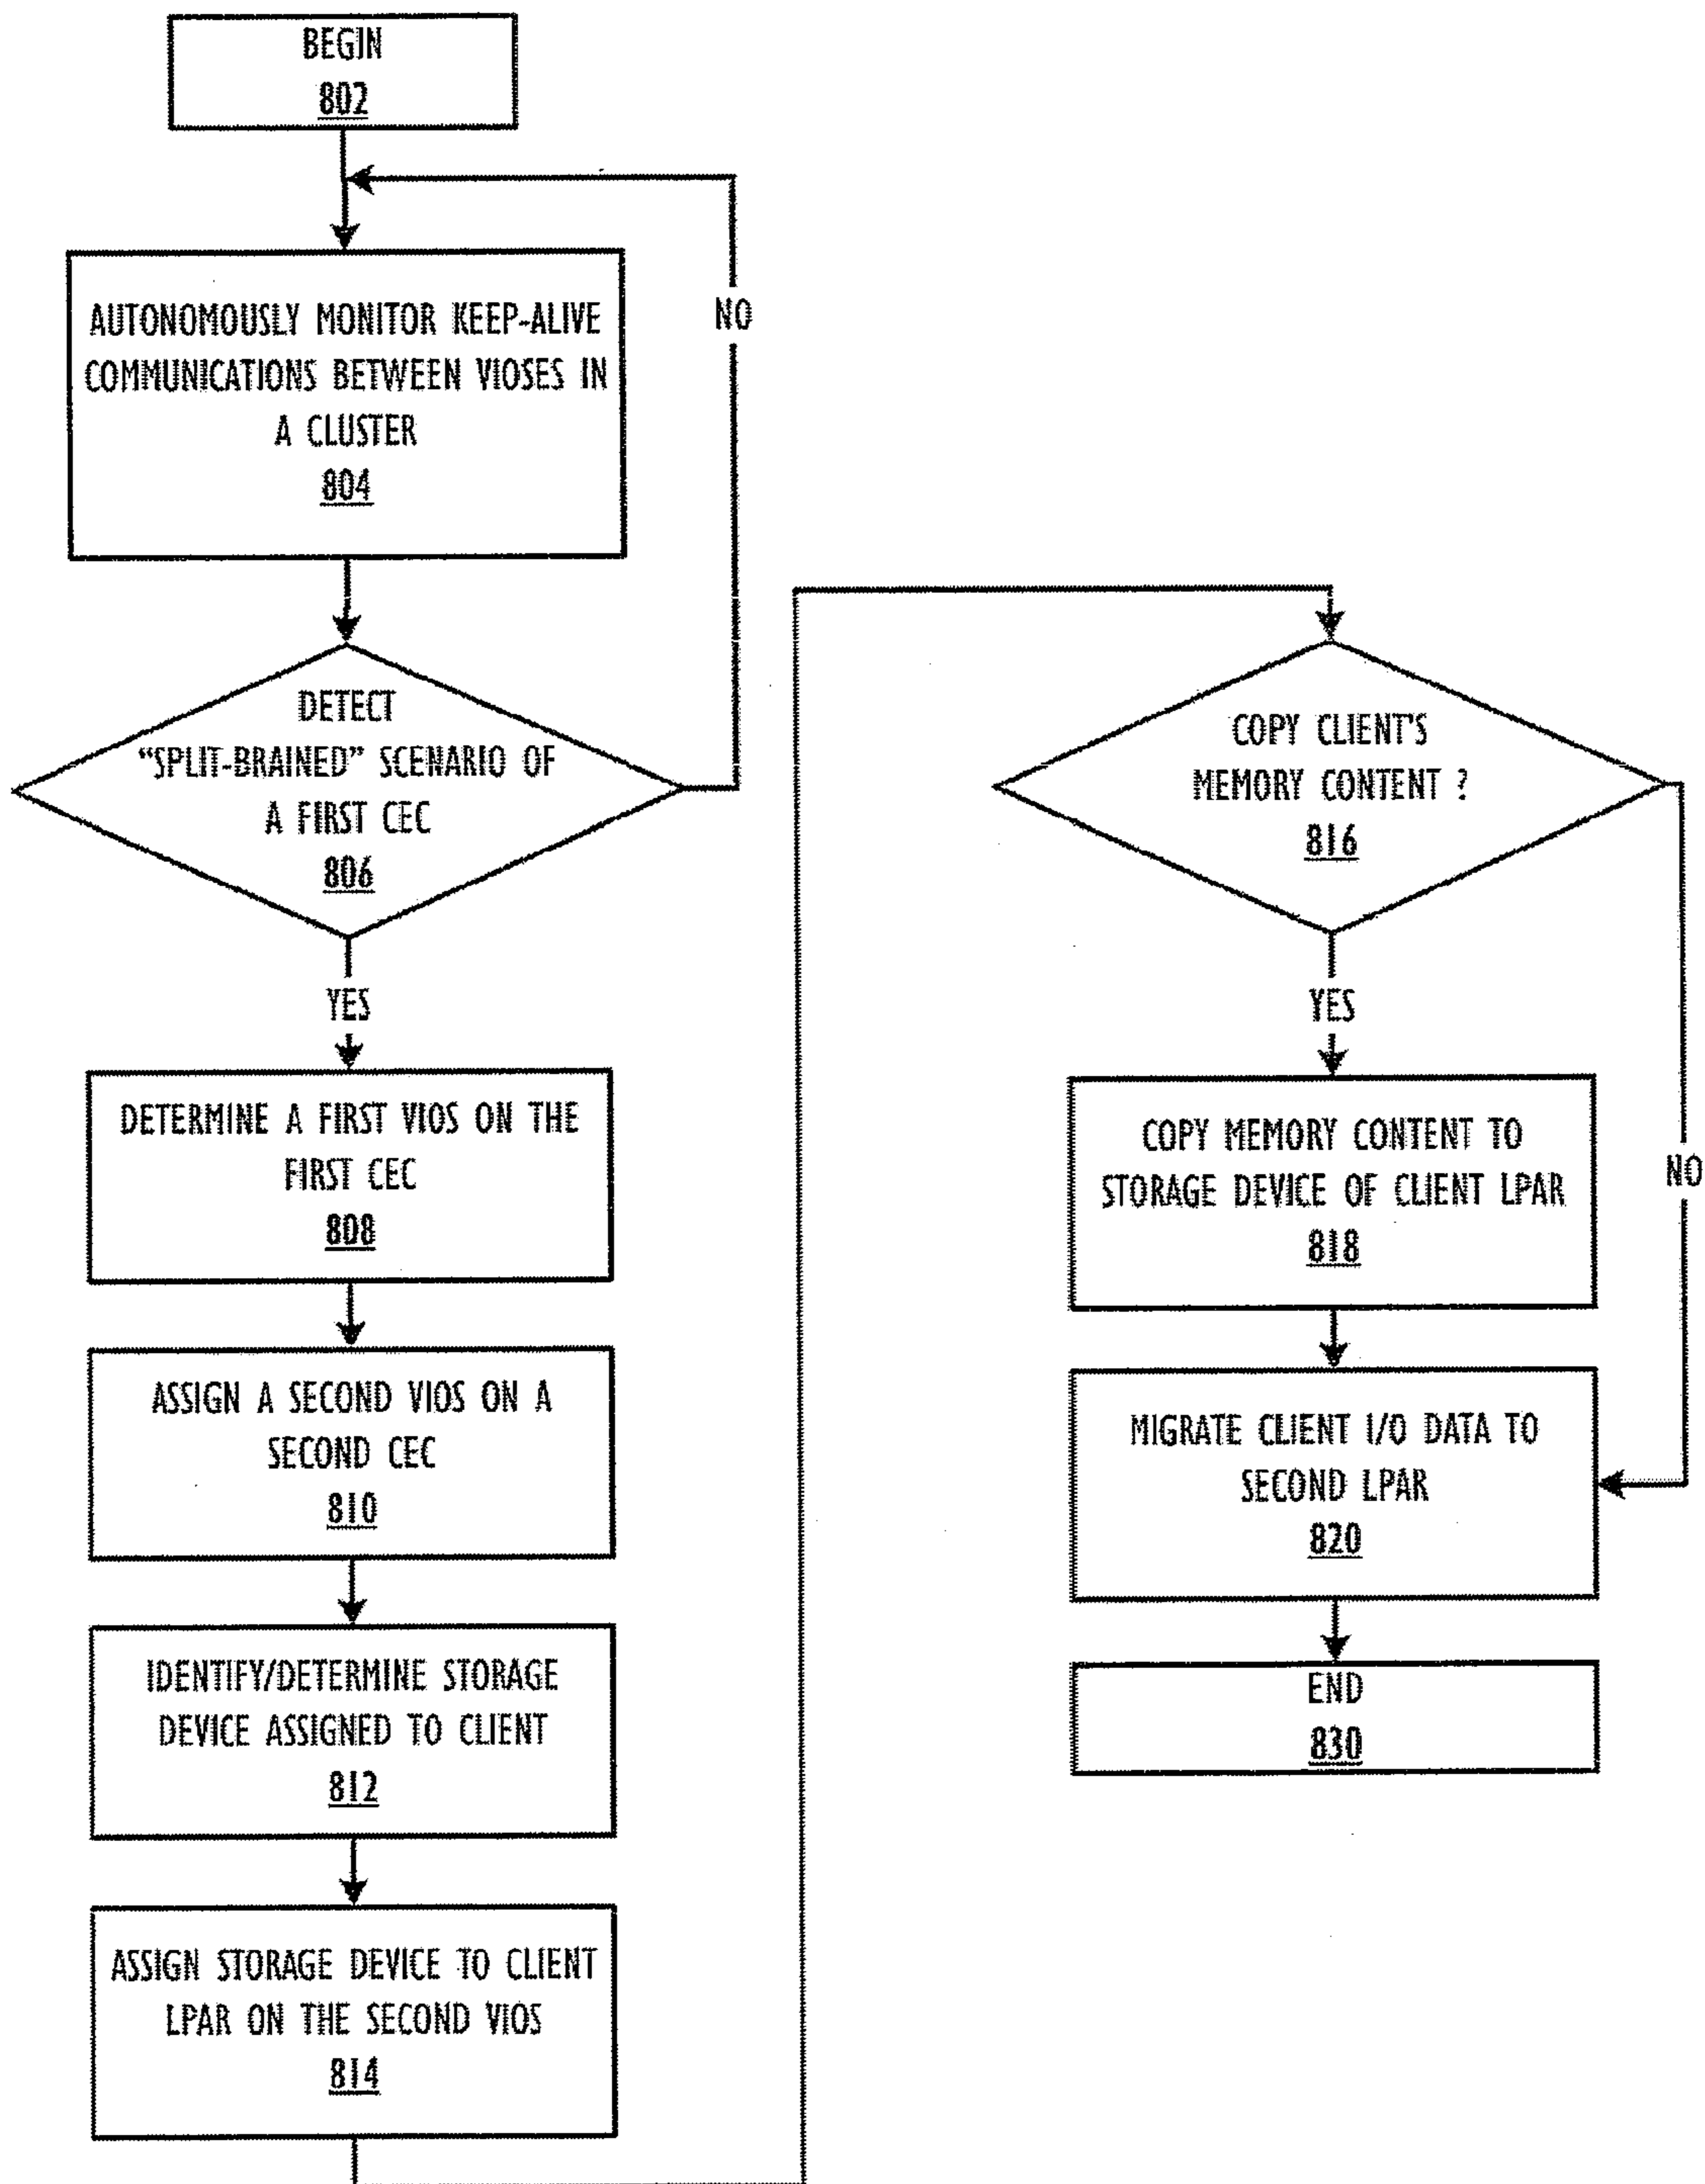 BEGIN
802
NO
AUTONOMOUSLY MONITOR KEEP-ALIVE
COMMUNICATIONS BETWEEN VIOSES IN
A CLUSTER
804
DETECT
“SPLIT-BRAINED” SCENARIO OF
A FIRST CEC
806
YES
DETERMINE A FIRST VIOS ON THE
FIRST CEC
808
ASSIGN A SECOND VIOS ON A
SECOND CEC
810
IDENTIFY/DETERMINE STORAGE
DEVICE ASSIGNED TO CLIENT
812
ASSIGN STORAGE DEVICE TO CLIENT
LPAR ON THE SECOND VIOS
814
COPY CLIENT'S
MEMORY CONTENT ?
816
YES
NO
COPY MEMORY CONTENT TO
STORAGE DEVICE OF CLIENT LPAR
818
MIGRATE CLIENT I/O DATA TO
SECOND LPAR
820
END
830